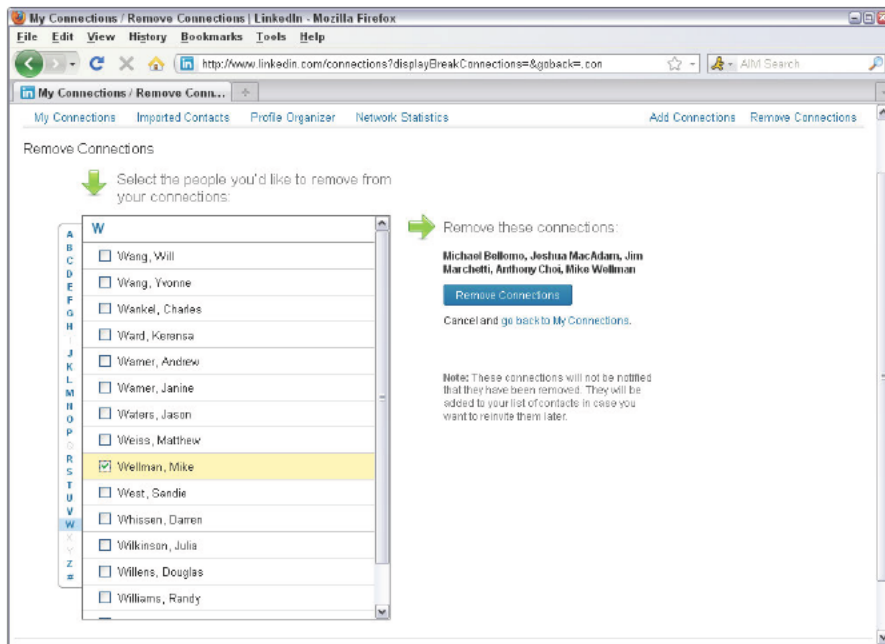 My Connections / Remove Connections | LinkedIn - Mozilla Firefox
File Edit View History Bookmarks Tools Help
http://www.linkedin.com/connections?displayBreakConnections=&goback=.con
AIM Search
My Connections / Remove Conn...
My Connections Imported Contacts Profile Organizer Network Statistics Add Connections Remove Connections
Remove Connections
Select the people you'd like to remove from
your connections:
A
B
C
D
E
F
G
H
I
J
K
L
M
N
O
P
Q
R
S
T
U
V
W
X
Y
Z
#
W
Wang, Will
Wang, Yvonne
Wankel, Charles
Ward, Kerensa
Warner, Andrew
Warner, Janine
Waters, Jason
Weiss, Matthew
Wellman, Mike
West, Sandie
Whissen, Darren
Wilkinson, Julia
Willens, Douglas
Williams, Randy
Remove these connections:
Michael Bellomo, Joshua MacAdam, Jim
Marchetti, Anthony Choi, Mike Wellman
Remove Connections
Cancel and go back to My Connections.
Note: These connections will not be notified
that they have been removed. They will be
added to your list of contacts in case you
want to reinvite them later.